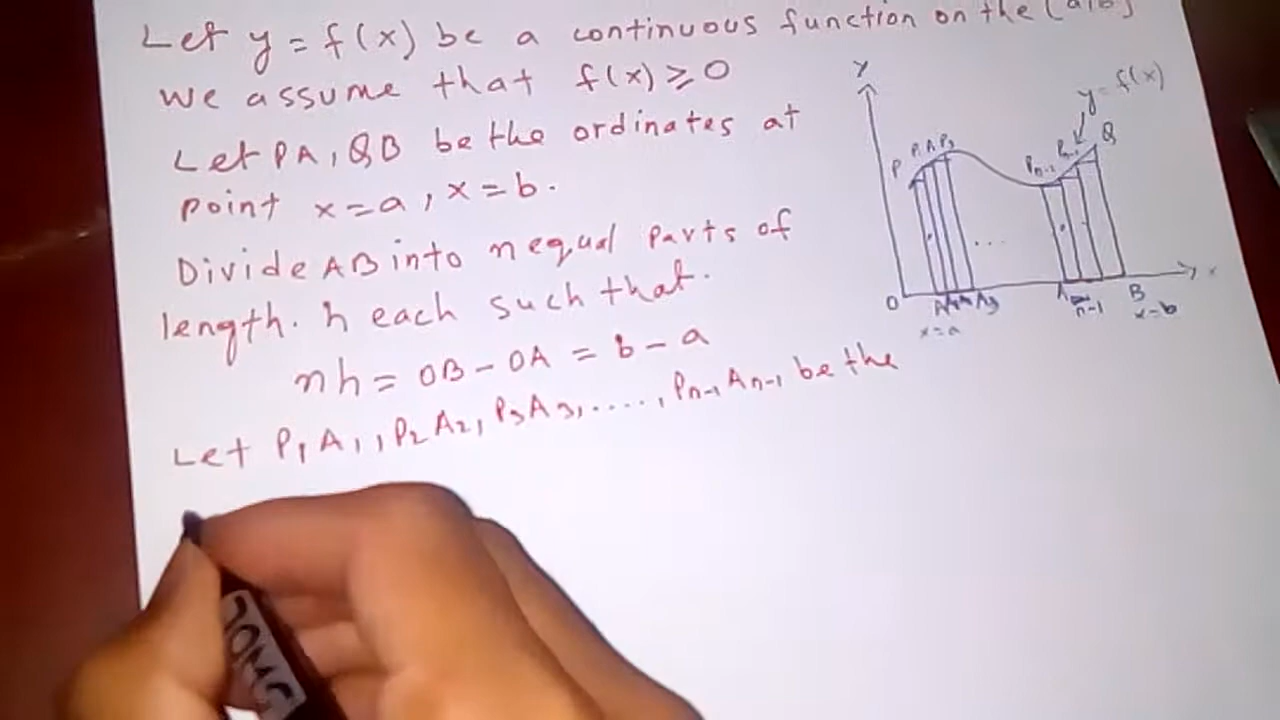 Let y = f(x) be a continuous function on the [a,b]
we assume that f(x) ≥ 0
Let PA, QB be the ordinates at
point x = a, x = b.
Divide AB into n equal parts of
length. h each such that.
nh = OB - OA = b - a
Let P₁A₁, P₂A₂, P₃A₃, ....., Pn-1 An-1 be the
Y
y = f(x)
P
Q
Pn-1
...
O
A₃
n-1
B
x
x=a
x=b